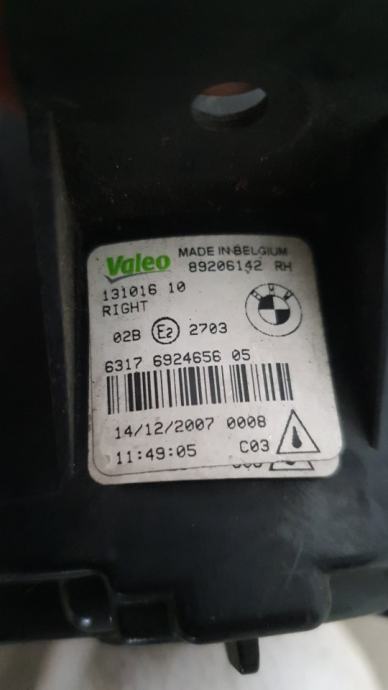 Valeo MADE IN BELGIUM
89206142 RH
131016 10
RIGHT
02B E2 2703
6317 6924656 05
14/12/2007 0008
11:49:05 C03